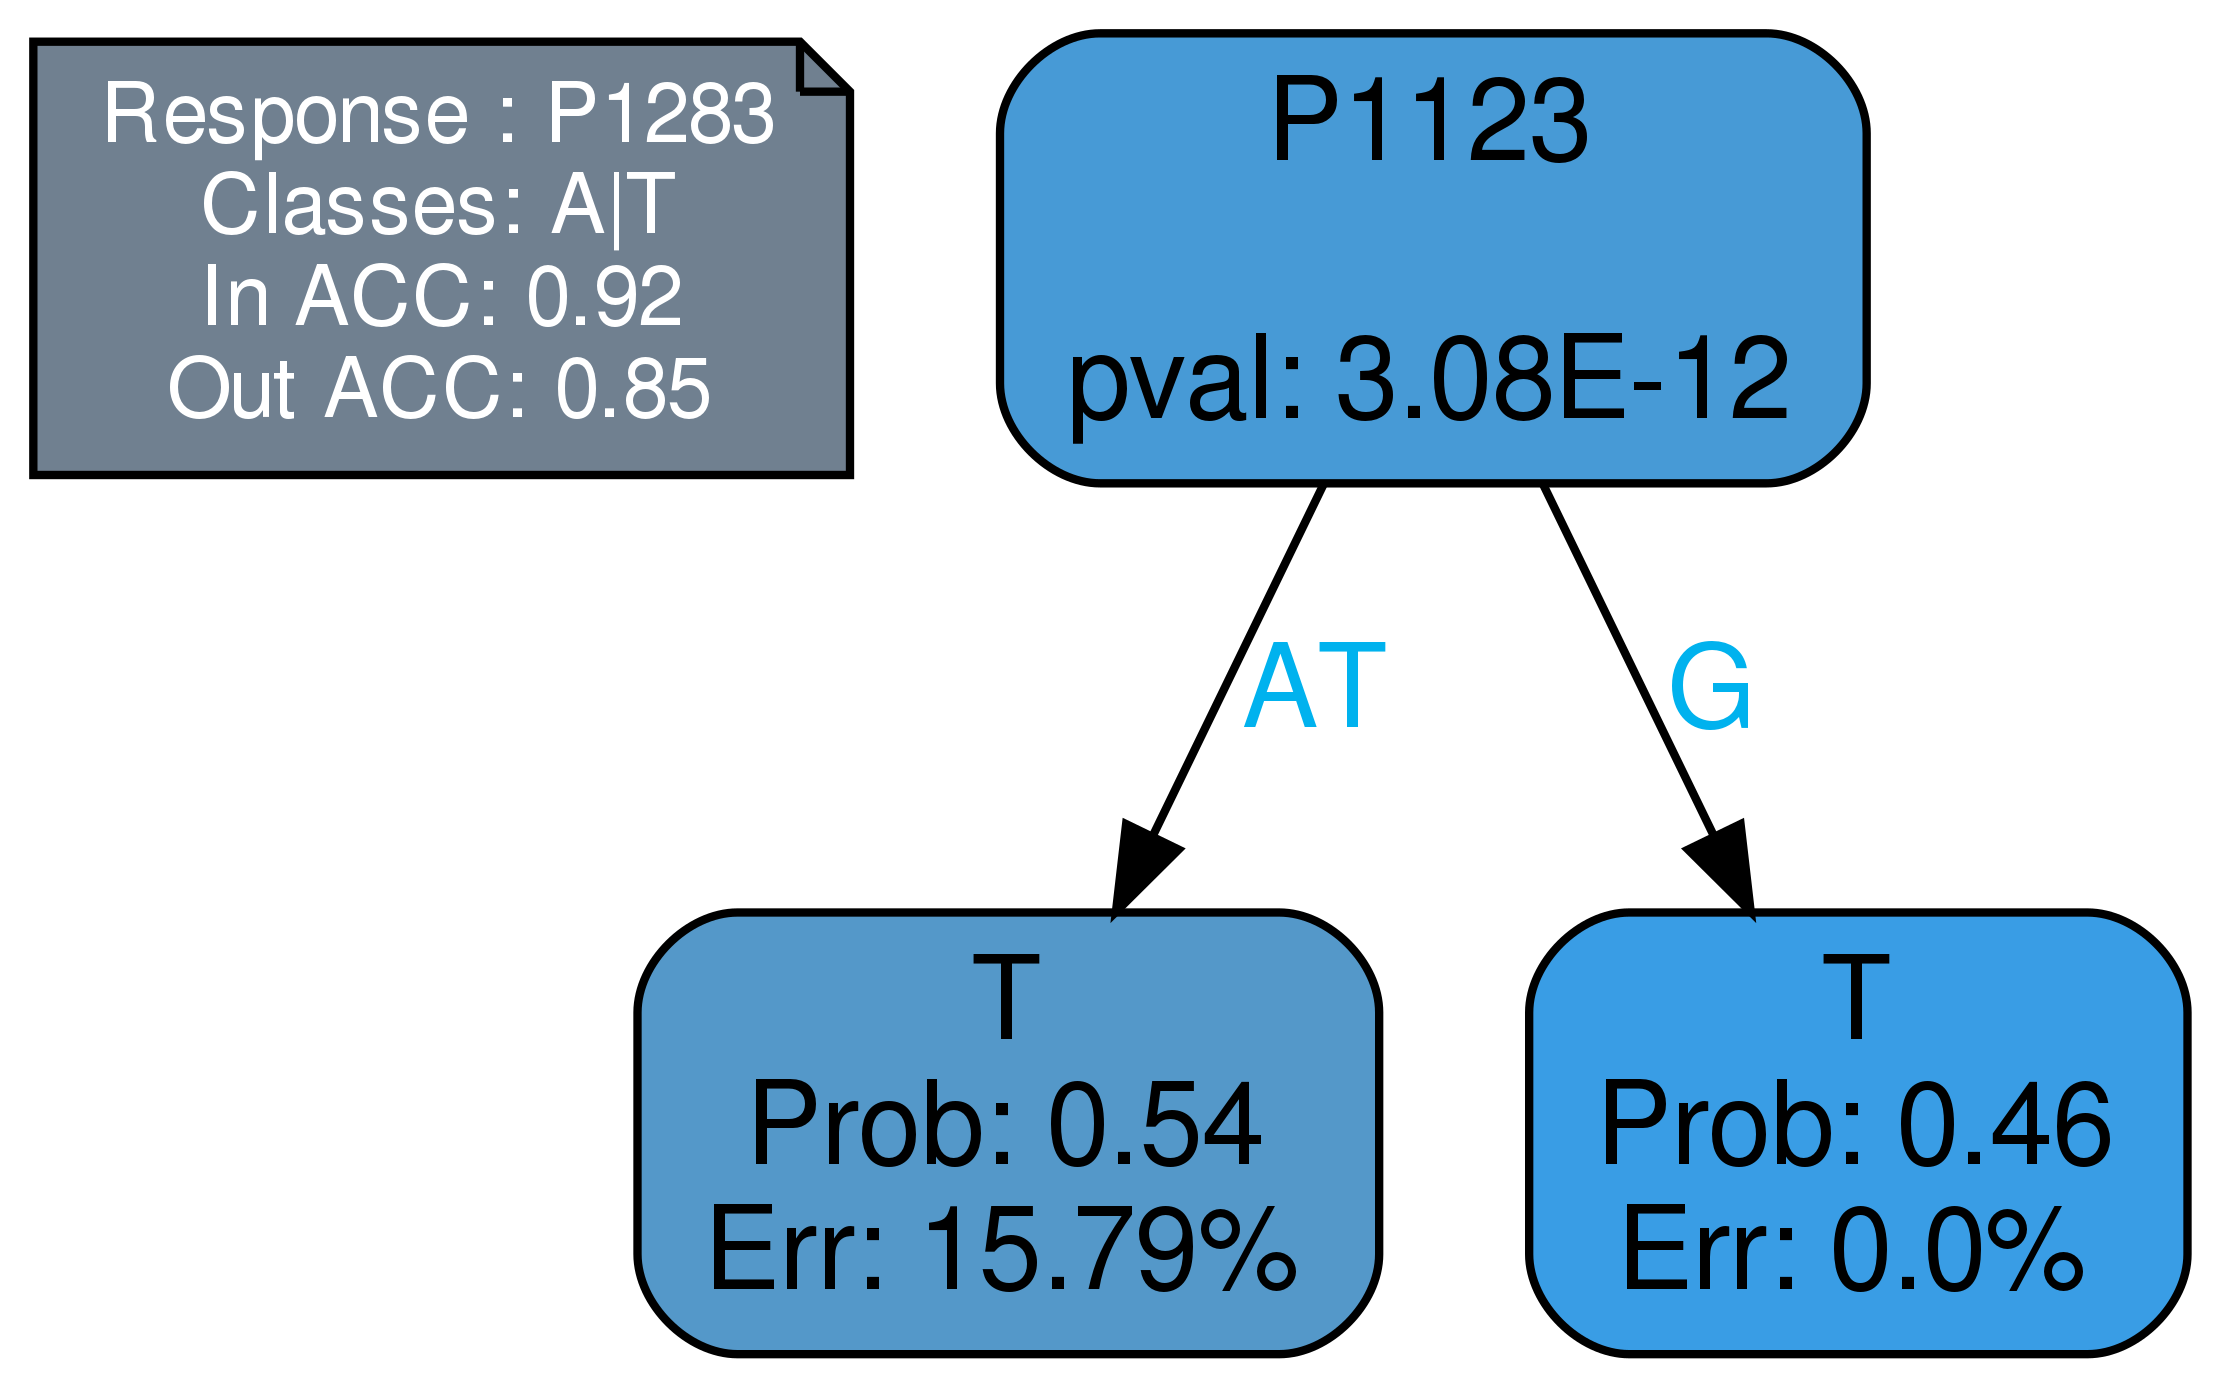 Response : P1283
Classes: A|T
In ACC: 0.92
Out ACC: 0.85
P1123
pval: 3.08E-12
AT
G
T
Prob: 0.54
Err: 15.79%
T
Prob: 0.46
Err: 0.0%